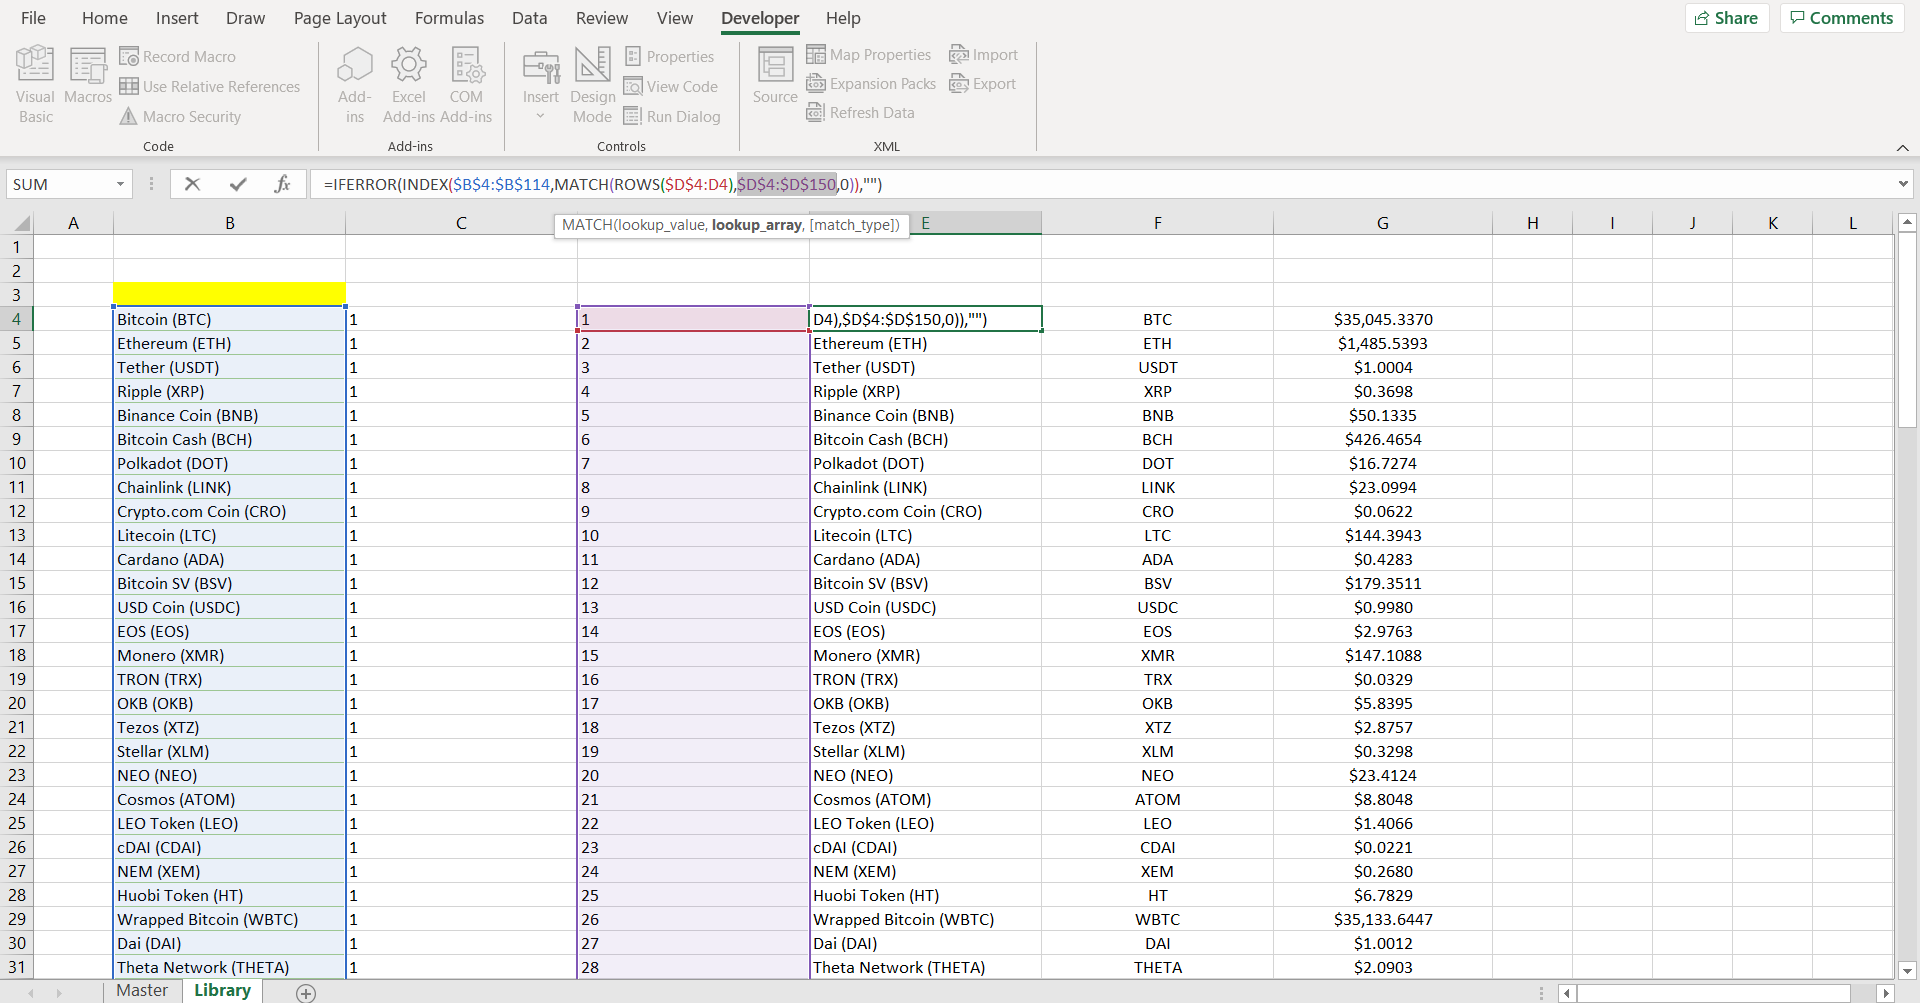 File Home Insert Draw Page Layout Formulas Data Review View Developer Help Share Comments
Visual Basic
Macros
Record Macro
Use Relative References
Macro Security
Code
Add-ins
Excel Add-ins
COM Add-ins
Add-ins
Insert
Design Mode
Properties
View Code
Run Dialog
Controls
Source
Map Properties
Expansion Packs
Refresh Data
Import
Export
XML
SUM fx =IFERROR(INDEX($B$4:$B$114,MATCH(ROWS($D$4:D4),$D$4:$D$150,0)),"")
MATCH(lookup_value, lookup_array, [match_type])
A B C E F G H I J K L
1
2
3
4 Bitcoin (BTC) 1 1 D4),$D$4:$D$150,0)),"") BTC $35,045.3370
5 Ethereum (ETH) 1 2 Ethereum (ETH) ETH $1,485.5393
6 Tether (USDT) 1 3 Tether (USDT) USDT $1.0004
7 Ripple (XRP) 1 4 Ripple (XRP) XRP $0.3698
8 Binance Coin (BNB) 1 5 Binance Coin (BNB) BNB $50.1335
9 Bitcoin Cash (BCH) 1 6 Bitcoin Cash (BCH) BCH $426.4654
10 Polkadot (DOT) 1 7 Polkadot (DOT) DOT $16.7274
11 Chainlink (LINK) 1 8 Chainlink (LINK) LINK $23.0994
12 Crypto.com Coin (CRO) 1 9 Crypto.com Coin (CRO) CRO $0.0622
13 Litecoin (LTC) 1 10 Litecoin (LTC) LTC $144.3943
14 Cardano (ADA) 1 11 Cardano (ADA) ADA $0.4283
15 Bitcoin SV (BSV) 1 12 Bitcoin SV (BSV) BSV $179.3511
16 USD Coin (USDC) 1 13 USD Coin (USDC) USDC $0.9980
17 EOS (EOS) 1 14 EOS (EOS) EOS $2.9763
18 Monero (XMR) 1 15 Monero (XMR) XMR $147.1088
19 TRON (TRX) 1 16 TRON (TRX) TRX $0.0329
20 OKB (OKB) 1 17 OKB (OKB) OKB $5.8395
21 Tezos (XTZ) 1 18 Tezos (XTZ) XTZ $2.8757
22 Stellar (XLM) 1 19 Stellar (XLM) XLM $0.3298
23 NEO (NEO) 1 20 NEO (NEO) NEO $23.4124
24 Cosmos (ATOM) 1 21 Cosmos (ATOM) ATOM $8.8048
25 LEO Token (LEO) 1 22 LEO Token (LEO) LEO $1.4066
26 cDAI (CDAI) 1 23 cDAI (CDAI) CDAI $0.0221
27 NEM (XEM) 1 24 NEM (XEM) XEM $0.2680
28 Huobi Token (HT) 1 25 Huobi Token (HT) HT $6.7829
29 Wrapped Bitcoin (WBTC) 1 26 Wrapped Bitcoin (WBTC) WBTC $35,133.6447
30 Dai (DAI) 1 27 Dai (DAI) DAI $1.0012
31 Theta Network (THETA) 1 28 Theta Network (THETA) THETA $2.0903
Master Library